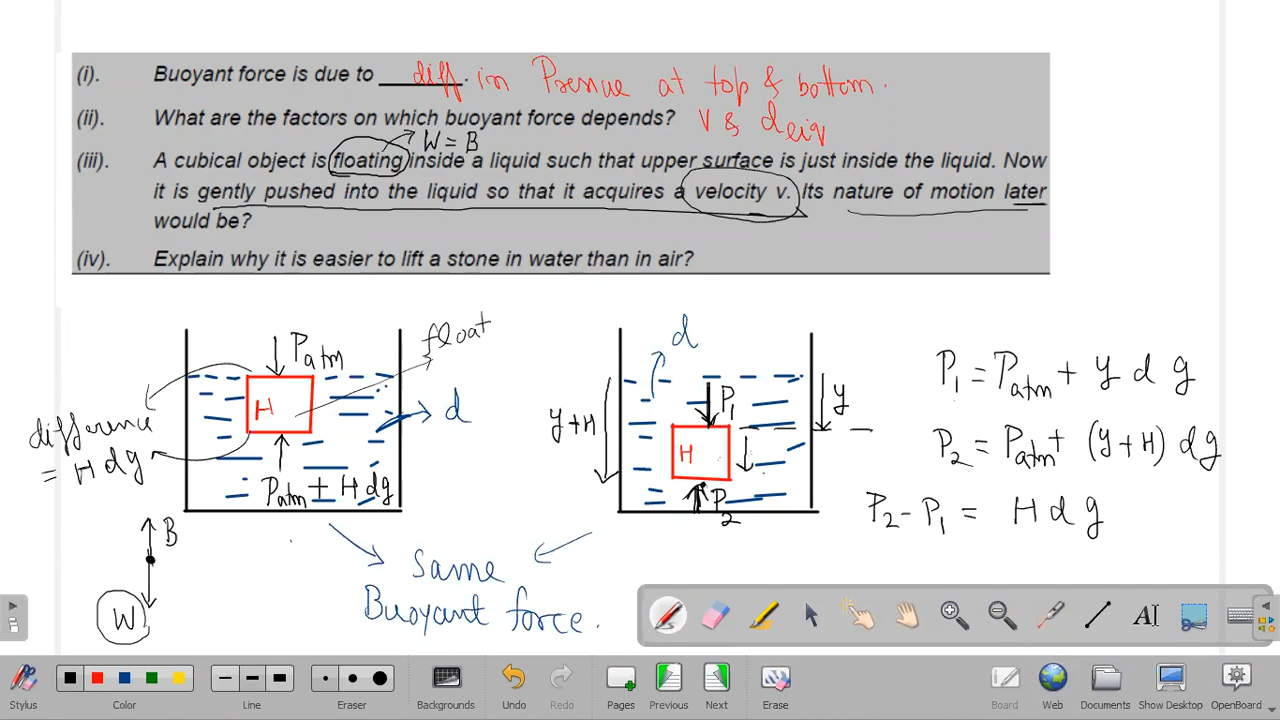 (i). Buoyant force is due to diff in Pressure at top & bottom.
(ii). What are the factors on which buoyant force depends? V & dliq
W = B
(iii). A cubical object is floating inside a liquid such that upper surface is just inside the liquid. Now
it is gently pushed into the liquid so that it acquires a velocity v. Its nature of motion later
would be?
(iv). Explain why it is easier to lift a stone in water than in air?
Patm
float
H
d
difference
= H d g
Patm + H dg
B
W
d
P1
y
y+H
H
P2
P1 = Patm + y d g
P2 = Patm + (y + H) dg
P2 - P1 = H d g
Same
Buoyant force.
Stylus
Color
Line
Eraser
Backgrounds
Undo
Redo
Pages
Previous
Next
Erase
Board
Web
Documents
Show Desktop
OpenBoard